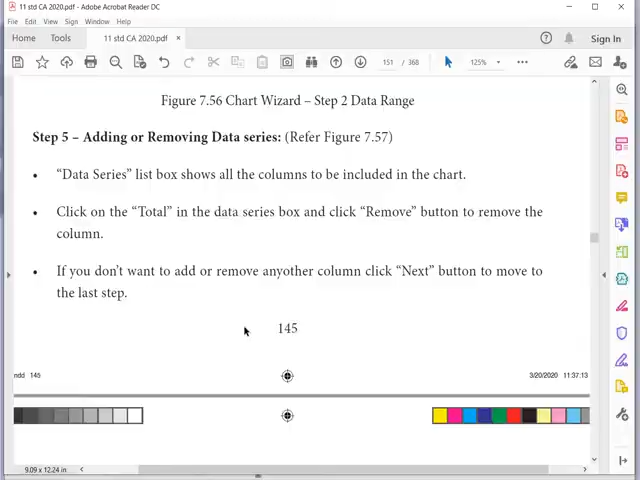 11 std CA 2020.pdf - Adobe Acrobat Reader DC
File Edit View Sign Window Help
Home Tools 11 std CA 2020.pdf × Sign In
151 / 368 125%
Figure 7.56 Chart Wizard – Step 2 Data Range
Step 5 – Adding or Removing Data series: (Refer Figure 7.57)
• “Data Series” list box shows all the columns to be included in the chart.
• Click on the “Total” in the data series box and click “Remove” button to remove the
column.
• If you don’t want to add or remove anyother column click “Next” button to move to
the last step.
145
ndd 145 3/20/2020 11:37:13
9.09 x 12.24 in